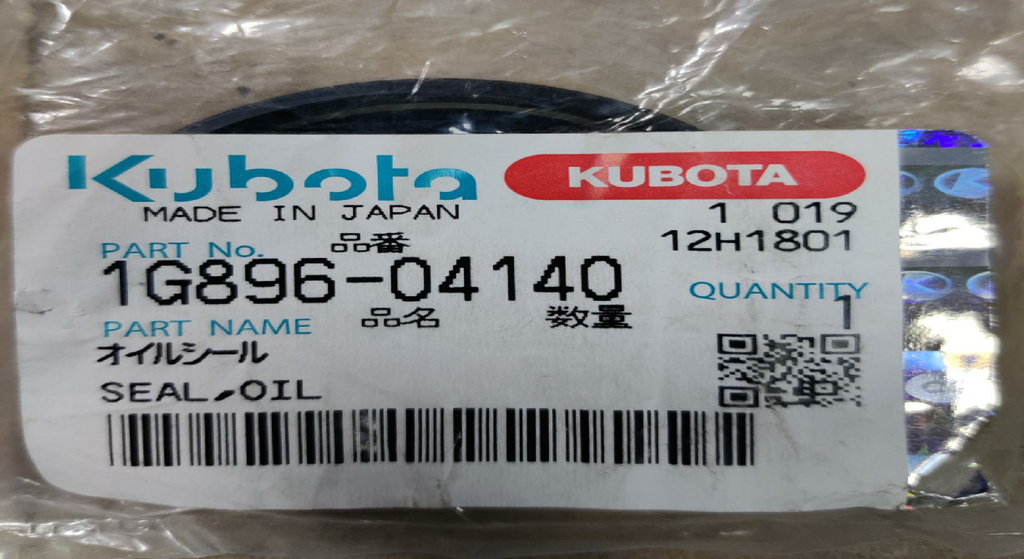 Kubota KUBOTA
MADE IN JAPAN 1 019
PART No. 品番 12H1801
1G896-04140
QUANTITY
PART NAME 品名 数量 1
オイルシール
SEAL,OIL